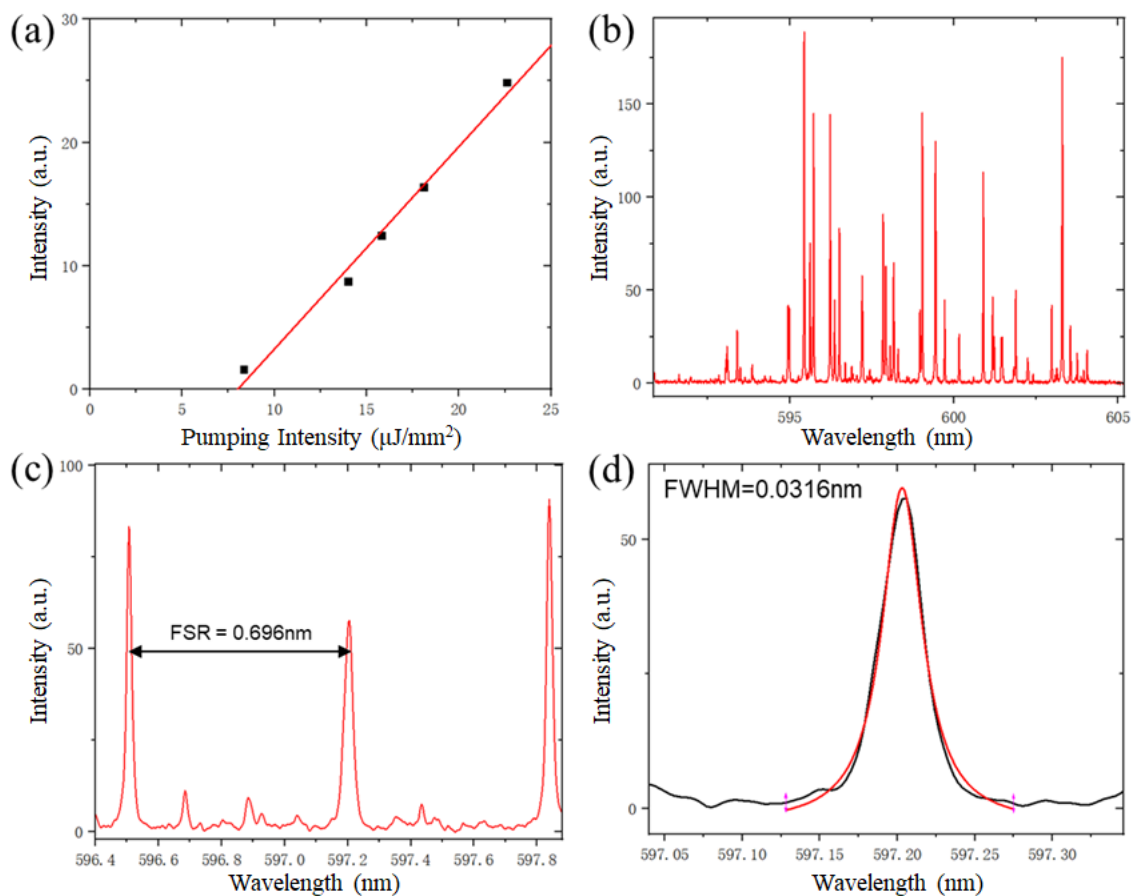 (a)
30
20
10
0
Intensity (a.u.)
0 5 10 15 20 25
Pumping Intensity (μJ/mm²)
(b)
150
100
50
0
Intensity (a.u.)
595 600 605
Wavelength (nm)
(c)
100
50
0
Intensity (a.u.)
FSR = 0.696nm
596.4 596.6 596.8 597.0 597.2 597.4 597.6 597.8
Wavelength (nm)
(d)
FWHM=0.0316nm
50
0
Intensity (a.u.)
597.05 597.10 597.15 597.20 597.25 597.30
Wavelength (nm)